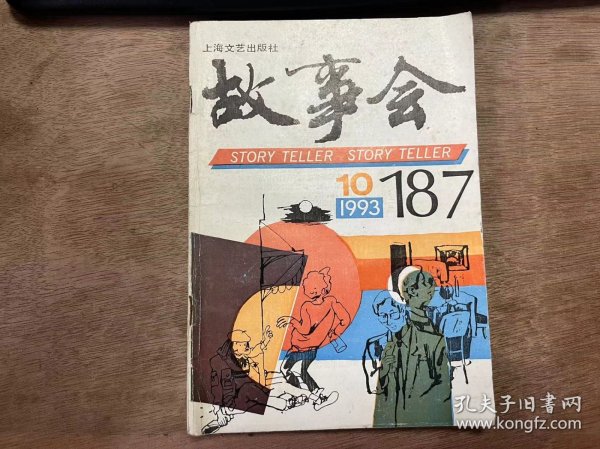 上海文艺出版社
故事会
STORY TELLER STORY TELLER
10
1993
187
孔夫子旧书网
www.kongfz.com